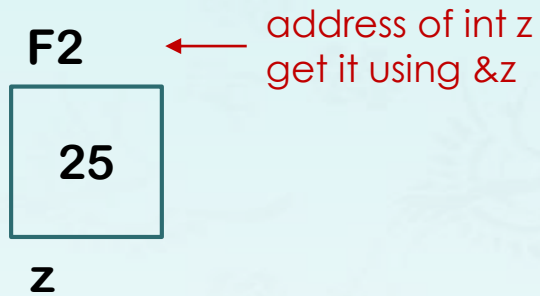 F2
address of int z
get it using &z
25
z